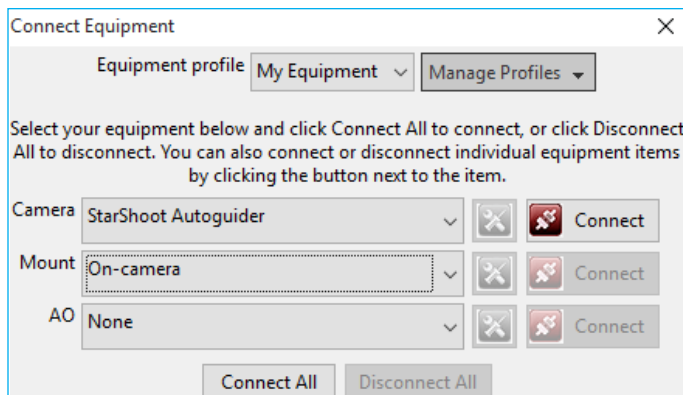 Connect Equipment
Equipment profile My Equipment Manage Profiles
Select your equipment below and click Connect All to connect, or click Disconnect
All to disconnect. You can also connect or disconnect individual equipment items
by clicking the button next to the item.
Camera StarShoot Autoguider Connect
Mount On-camera Connect
AO None Connect
Connect All Disconnect All